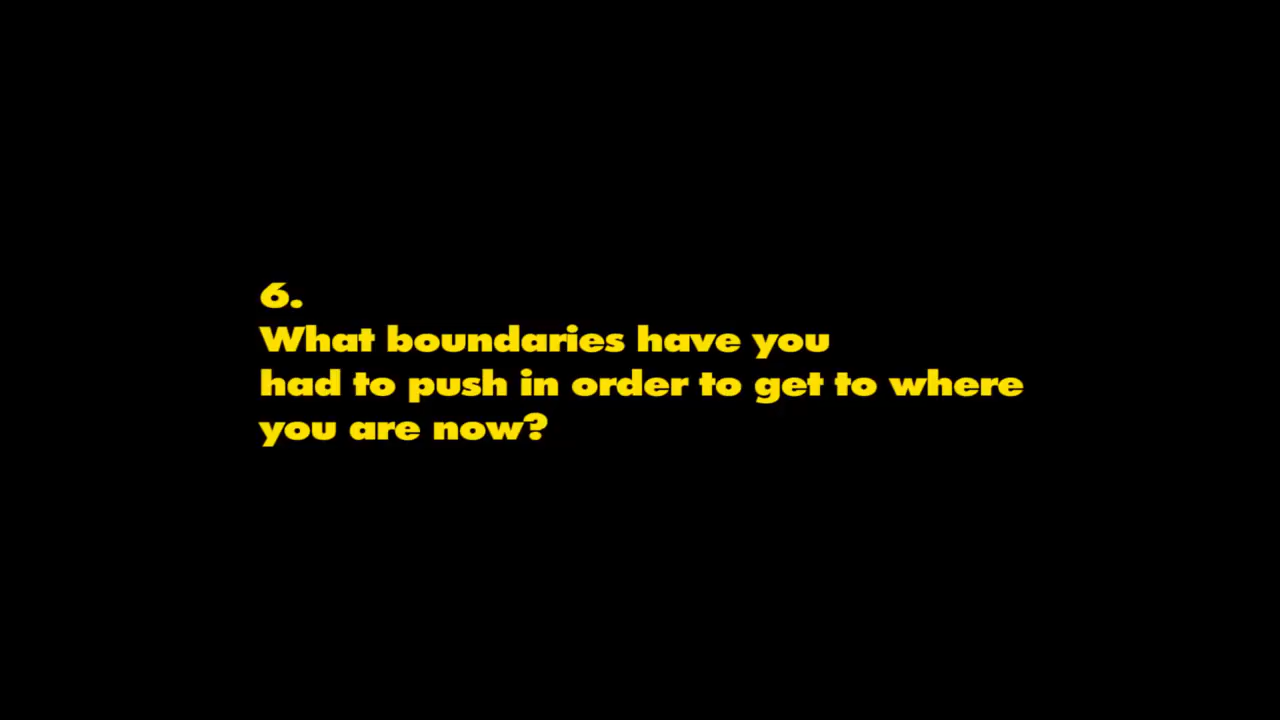 6.
What boundaries have you
had to push in order to get to where
you are now?